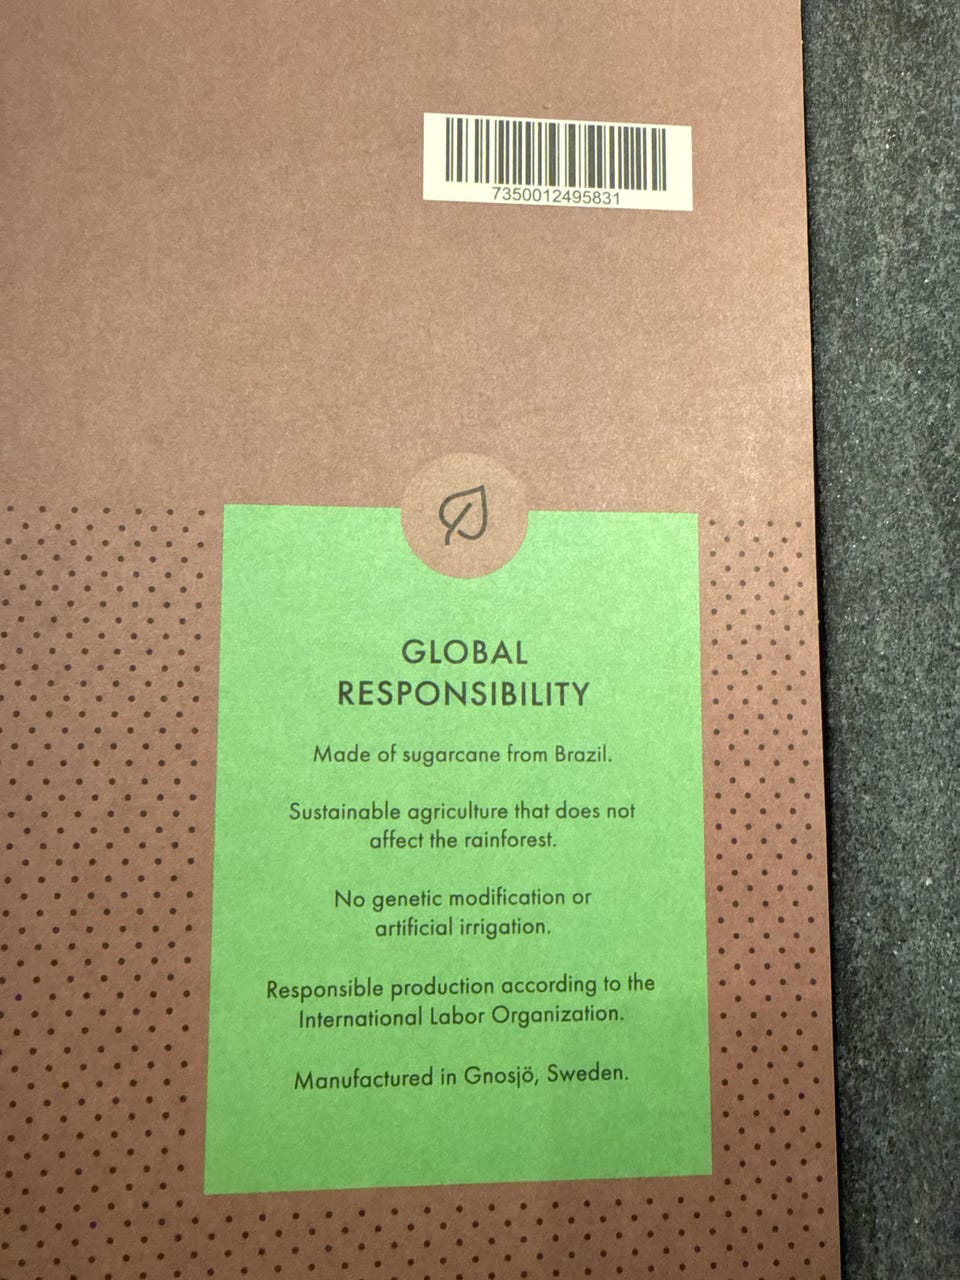 7350012495831
GLOBAL
RESPONSIBILITY
Made of sugarcane from Brazil.
Sustainable agriculture that does not
affect the rainforest.
No genetic modification or
artificial irrigation.
Responsible production according to the
International Labor Organization.
Manufactured in Gnosjö, Sweden.